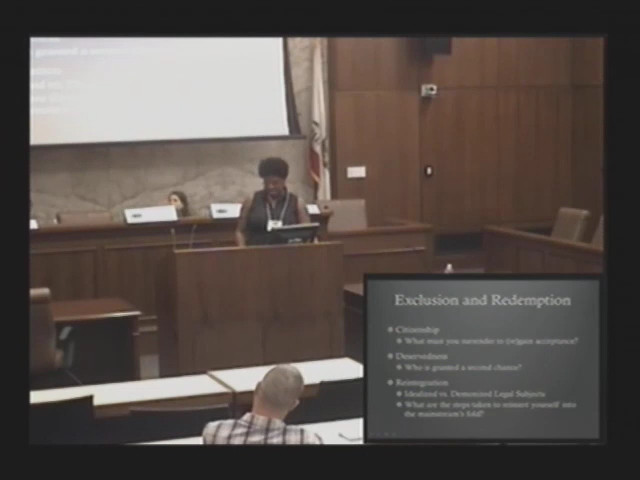 Exclusion and Redemption
Citizenship
What must you surrender to (re)gain acceptance?
Deservedness
Who is granted a second chance?
Reintegration
Idealized vs. Demonized Legal Subjects
What are the steps taken to reinsert yourself into
the mainstream's fold?
granted